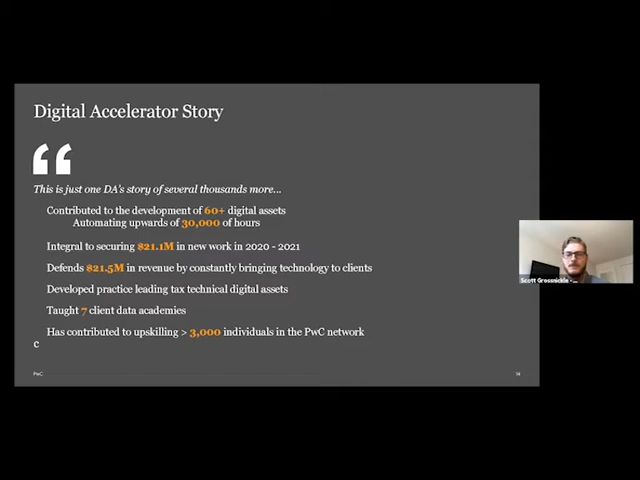 Digital Accelerator Story
This is just one DA's story of several thousands more...
Contributed to the development of 60+ digital assets
Automating upwards of 30,000 of hours
Integral to securing $21.1M in new work in 2020 - 2021
Defends $21.5M in revenue by constantly bringing technology to clients
Developed practice leading tax technical digital assets
Taught 7 client data academies
Has contributed to upskilling > 3,000 individuals in the PwC network
c
PwC
Scott